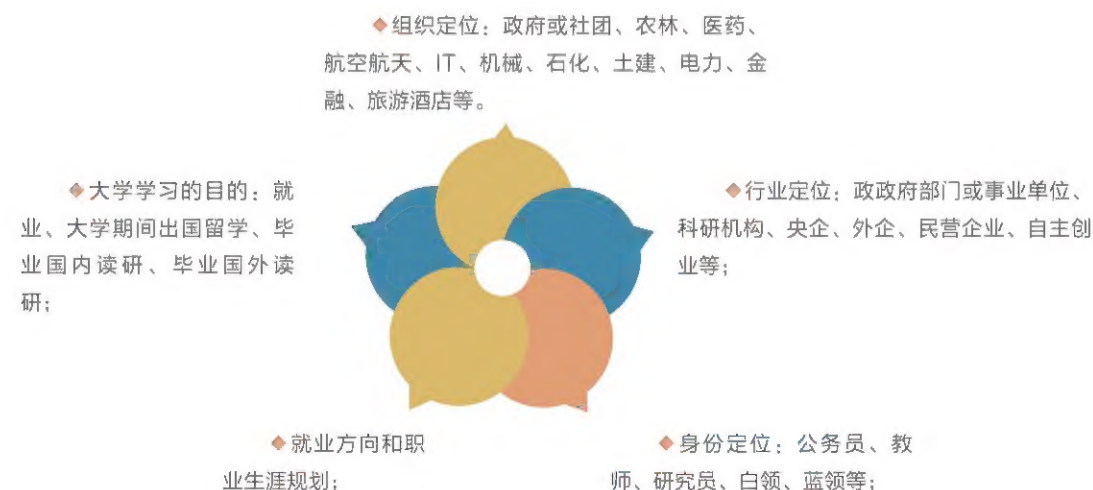 ◆组织定位：政府或社团、农林、医药、
航空航天、IT、机械、石化、土建、电力、金
融、旅游酒店等。
◆大学学习的目的：就
业、大学期间出国留学、毕
业国内读研、毕业国外读
研；
◆行业定位：政政府部门或事业单位、
科研机构、央企、外企、民营企业、自主创
业等；
◆就业方向和职
业生涯规划；
◆身份定位：公务员、教
师、研究员、白领、蓝领等；